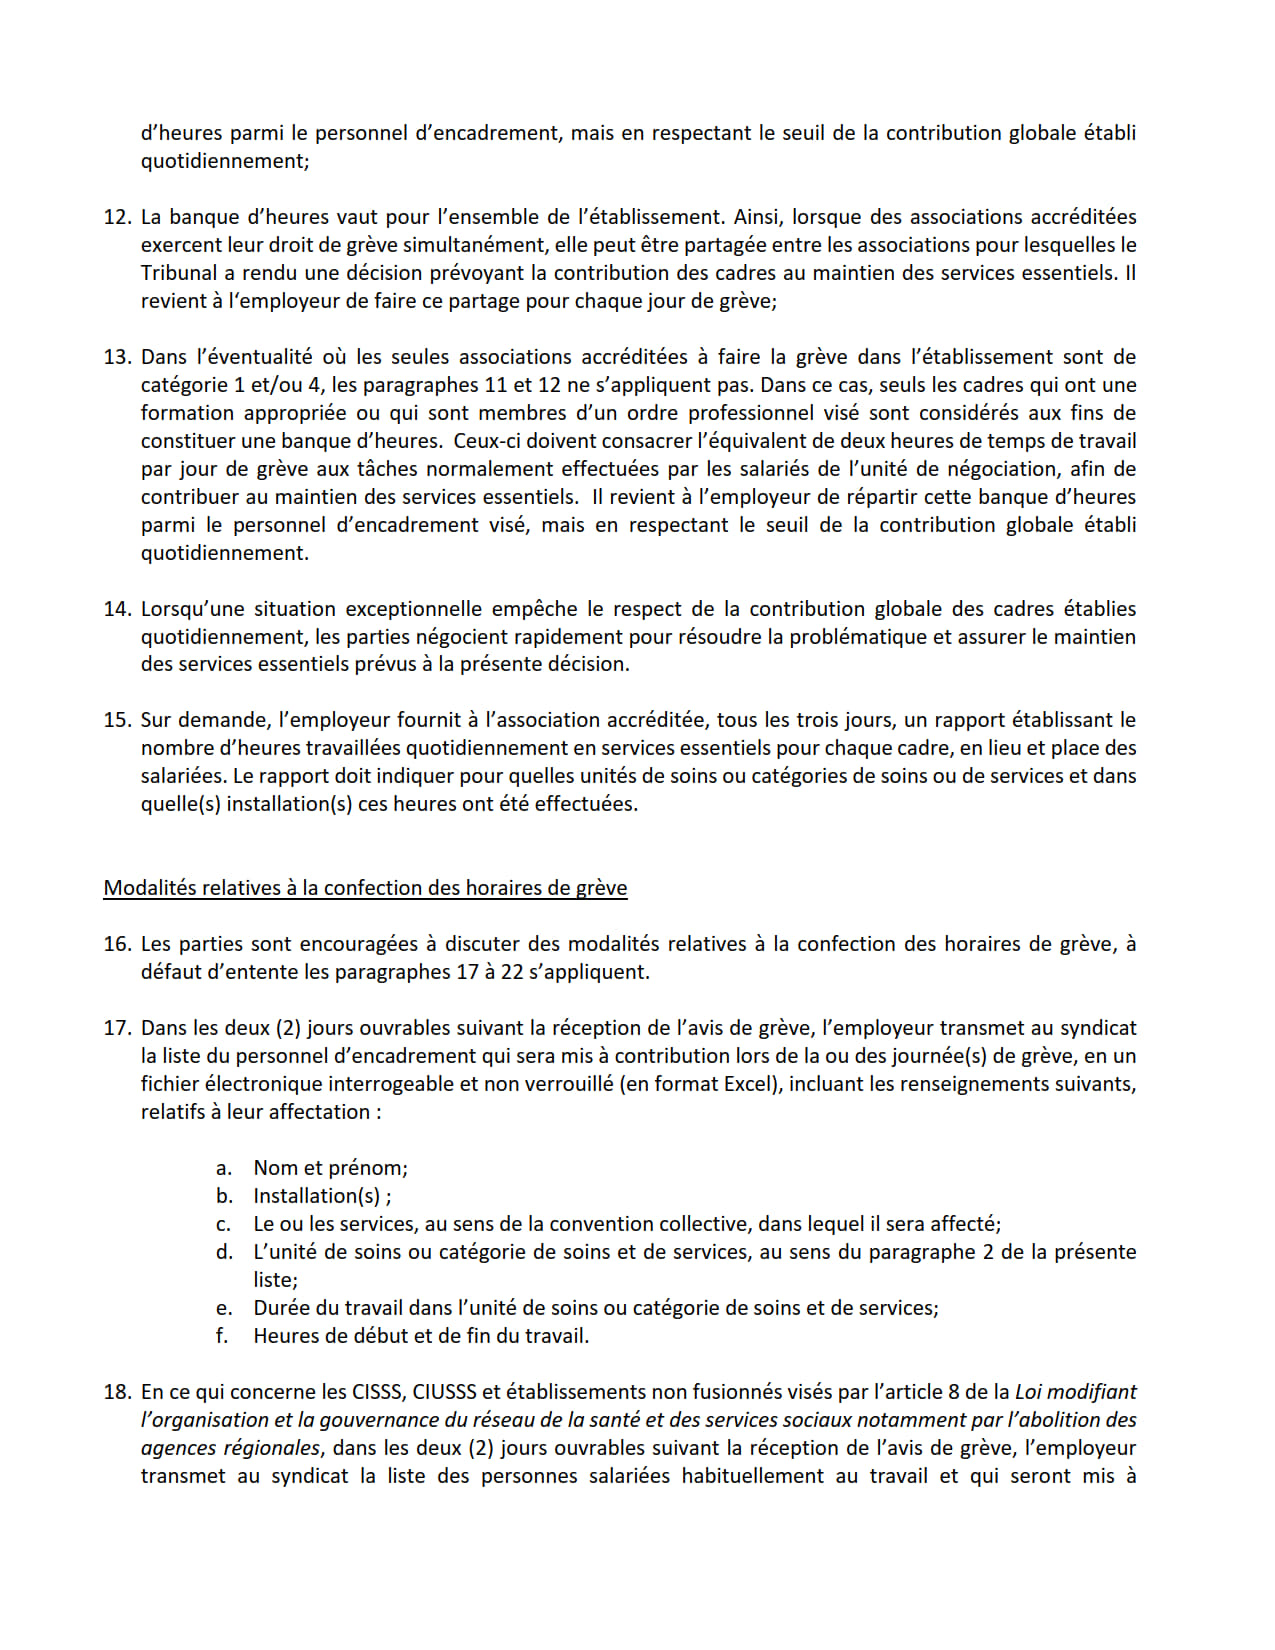 d’heures parmi le personnel d’encadrement, mais en respectant le seuil de la contribution globale établi
quotidiennement;
12. La banque d’heures vaut pour l’ensemble de l’établissement. Ainsi, lorsque des associations accréditées
exercent leur droit de grève simultanément, elle peut être partagée entre les associations pour lesquelles le
Tribunal a rendu une décision prévoyant la contribution des cadres au maintien des services essentiels. Il
revient à l‘employeur de faire ce partage pour chaque jour de grève;
13. Dans l’éventualité où les seules associations accréditées à faire la grève dans l’établissement sont de
catégorie 1 et/ou 4, les paragraphes 11 et 12 ne s’appliquent pas. Dans ce cas, seuls les cadres qui ont une
formation appropriée ou qui sont membres d’un ordre professionnel visé sont considérés aux fins de
constituer une banque d’heures.  Ceux-ci doivent consacrer l’équivalent de deux heures de temps de travail
par jour de grève aux tâches normalement effectuées par les salariés de l’unité de négociation, afin de
contribuer au maintien des services essentiels.  Il revient à l’employeur de répartir cette banque d’heures
parmi le personnel d’encadrement visé, mais en respectant le seuil de la contribution globale établi
quotidiennement.
14. Lorsqu’une situation exceptionnelle empêche le respect de la contribution globale des cadres établies
quotidiennement, les parties négocient rapidement pour résoudre la problématique et assurer le maintien
des services essentiels prévus à la présente décision.
15. Sur demande, l’employeur fournit à l’association accréditée, tous les trois jours, un rapport établissant le
nombre d’heures travaillées quotidiennement en services essentiels pour chaque cadre, en lieu et place des
salariées. Le rapport doit indiquer pour quelles unités de soins ou catégories de soins ou de services et dans
quelle(s) installation(s) ces heures ont été effectuées.
Modalités relatives à la confection des horaires de grève
16. Les parties sont encouragées à discuter des modalités relatives à la confection des horaires de grève, à
défaut d’entente les paragraphes 17 à 22 s’appliquent.
17. Dans les deux (2) jours ouvrables suivant la réception de l’avis de grève, l’employeur transmet au syndicat
la liste du personnel d’encadrement qui sera mis à contribution lors de la ou des journée(s) de grève, en un
fichier électronique interrogeable et non verrouillé (en format Excel), incluant les renseignements suivants,
relatifs à leur affectation :
a. Nom et prénom;
b. Installation(s) ;
c. Le ou les services, au sens de la convention collective, dans lequel il sera affecté;
d. L’unité de soins ou catégorie de soins et de services, au sens du paragraphe 2 de la présente
liste;
e. Durée du travail dans l’unité de soins ou catégorie de soins et de services;
f. Heures de début et de fin du travail.
18. En ce qui concerne les CISSS, CIUSSS et établissements non fusionnés visés par l’article 8 de la Loi modifiant
l’organisation et la gouvernance du réseau de la santé et des services sociaux notamment par l’abolition des
agences régionales, dans les deux (2) jours ouvrables suivant la réception de l’avis de grève, l’employeur
transmet au syndicat la liste des personnes salariées habituellement au travail et qui seront mis à